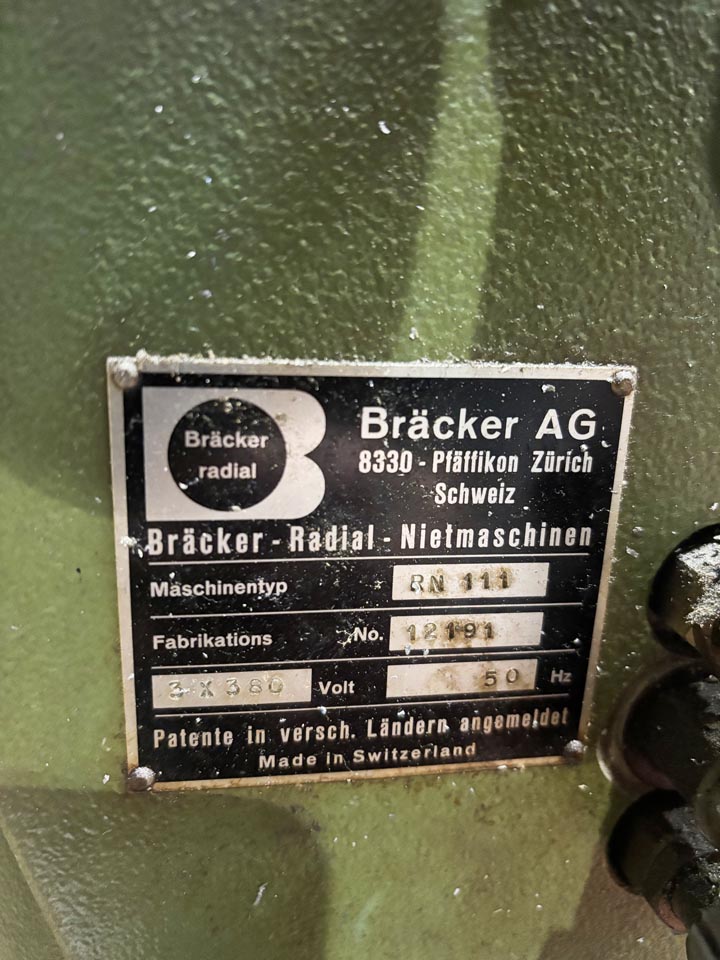 Bräcker
radial
Bräcker AG
8330 - Pfäffikon Zürich
Schweiz
Bräcker - Radial - Nietmaschinen
Maschinentyp RN 111
Fabrikations No. 12191
3 X 380 Volt 50 Hz
Patente in versch. Ländern angemeldet
Made in Switzerland